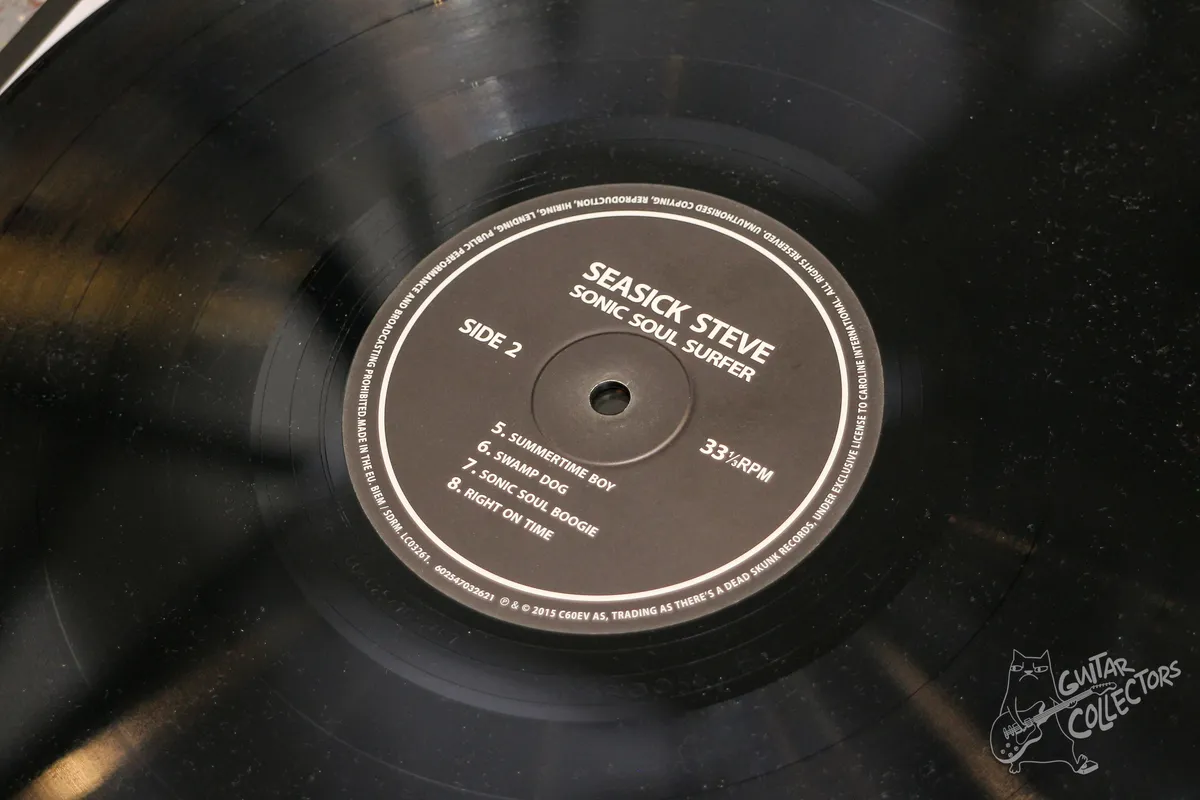 SEASICK STEVE
SONIC SOUL SURFER
SIDE 2
33⅓RPM
5. SUMMERTIME BOY
6. SWAMP DOG
7. SONIC SOUL BOOGIE
8. RIGHT ON TIME
602547032621 ℗ & © 2015 C60EV AS, TRADING AS THERE'S A DEAD SKUNK RECORDS, UNDER EXCLUSIVE LICENSE TO CAROLINE INTERNATIONAL. ALL RIGHTS RESERVED. UNAUTHORISED COPYING, REPRODUCTION, HIRING, LENDING, PUBLIC PERFORMANCE AND BROADCASTING PROHIBITED. MADE IN THE EU. BIEM / SDRM. LC03261.
GUITAR
COLLECTORS